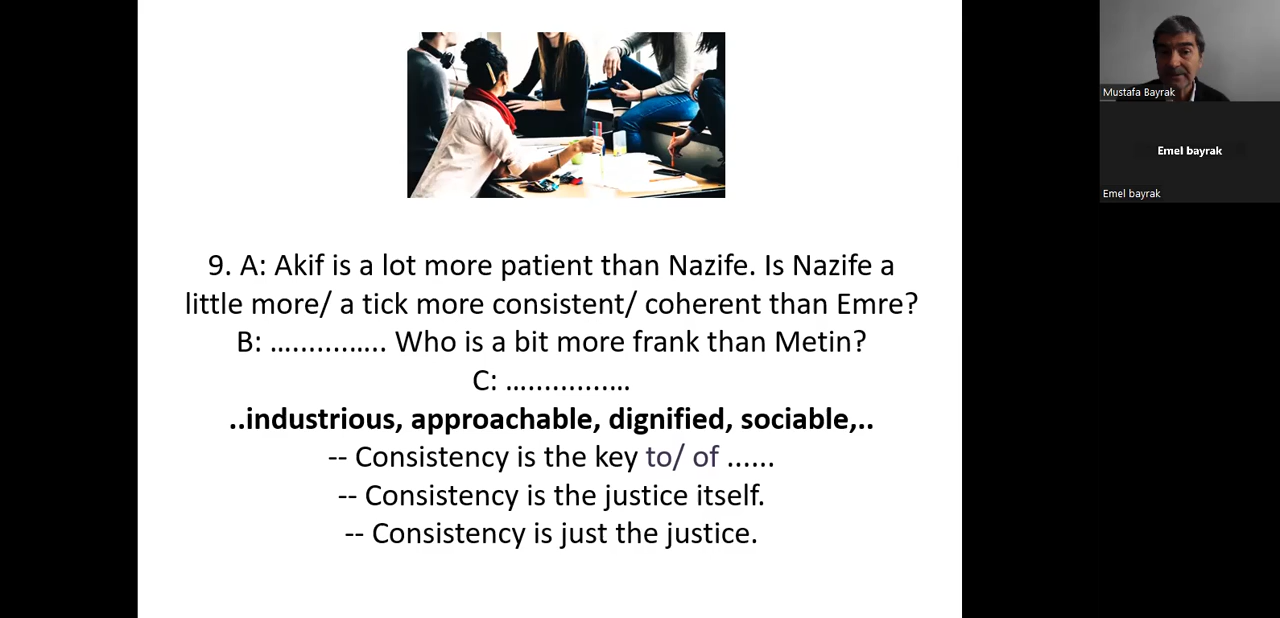 9. A: Akif is a lot more patient than Nazife. Is Nazife a
little more/ a tick more consistent/ coherent than Emre?
B: ….……….. Who is a bit more frank than Metin?
C: ….………...
..industrious, approachable, dignified, sociable,..
-- Consistency is the key to/ of ......
-- Consistency is the justice itself.
-- Consistency is just the justice.
Mustafa Bayrak
Emel bayrak
Emel bayrak